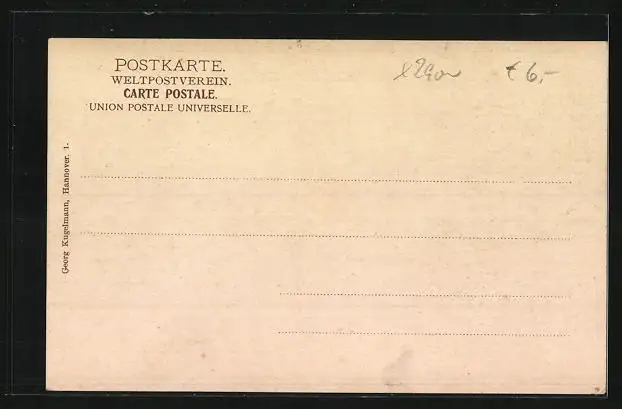 POSTKARTE.
WELTPOSTVEREIN.
CARTE POSTALE.
UNION POSTALE UNIVERSELLE.
€ 6,-
Georg Kugelmann, Hannover. 1.